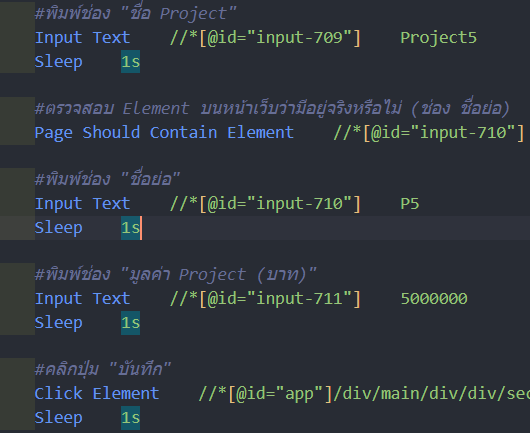 #พิมพ์ช่อง "ชื่อ Project"
Input Text    //*[@id="input-709"]    Project5
Sleep    1s
#ตรวจสอบ Element บนหน้าเว็บว่ามีอยู่จริงหรือไม่ (ช่อง ชื่อย่อ)
Page Should Contain Element    //*[@id="input-710"]
#พิมพ์ช่อง "ชื่อย่อ"
Input Text    //*[@id="input-710"]    P5
Sleep    1s
#พิมพ์ช่อง "มูลค่า Project (บาท)"
Input Text    //*[@id="input-711"]    5000000
Sleep    1s
#คลิกปุ่ม "บันทึก"
Click Element    //*[@id="app"]/div/main/div/div/sec
Sleep    1s